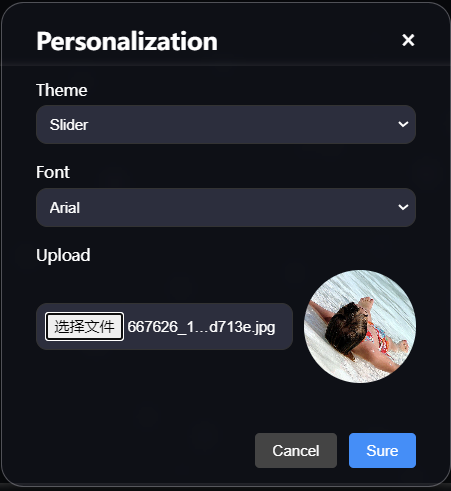 Personalization ×
Theme
Slider
Font
Arial
Upload
选择文件 667626_1...d713e.jpg
Cancel Sure